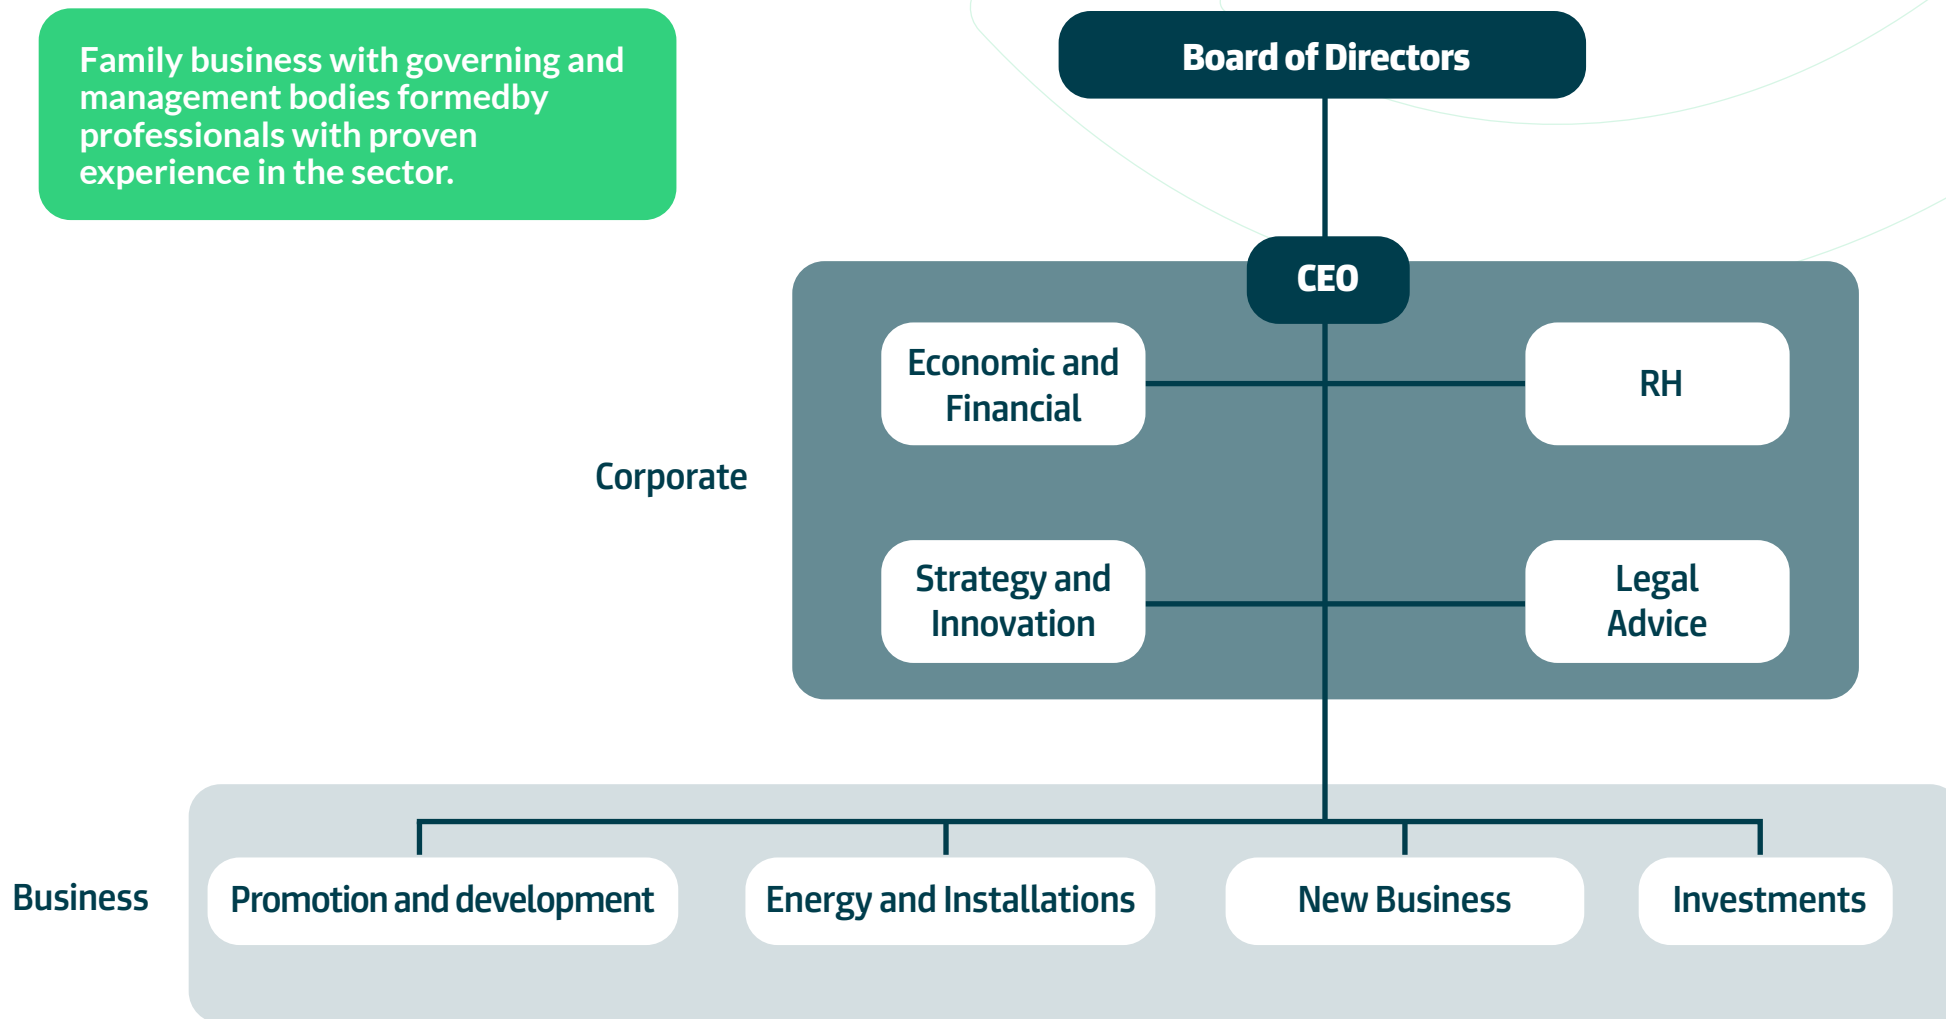 Family business with governing and
management bodies formedby
professionals with proven
experience in the sector.
Board of Directors
CEO
Economic and
Financial
RH
Corporate
Strategy and
Innovation
Legal
Advice
Business
Promotion and development
Energy and Installations
New Business
Investments